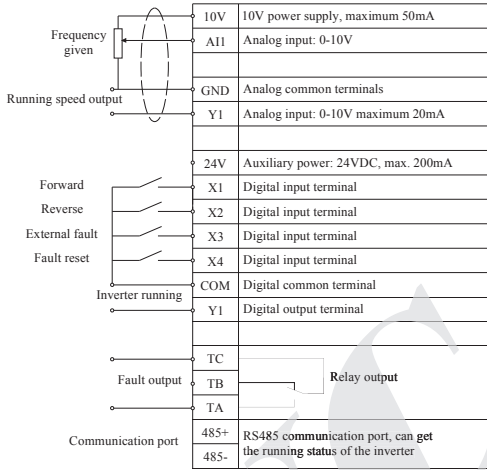 10V 10V power supply, maximum 50mA
Frequency
given
AI1 Analog input: 0-10V
GND Analog common terminals
Running speed output
Y1 Analog input: 0-10V maximum 20mA
24V Auxiliary power: 24VDC, max. 200mA
Forward X1 Digital input terminal
Reverse X2 Digital input terminal
External fault X3 Digital input terminal
Fault reset X4 Digital input terminal
COM Digital common terminal
Inverter running
Y1 Digital output terminal
TC
Fault output TB Relay output
TA
Communication port
485+ RS485 communication port, can get
485- the running status of the inverter